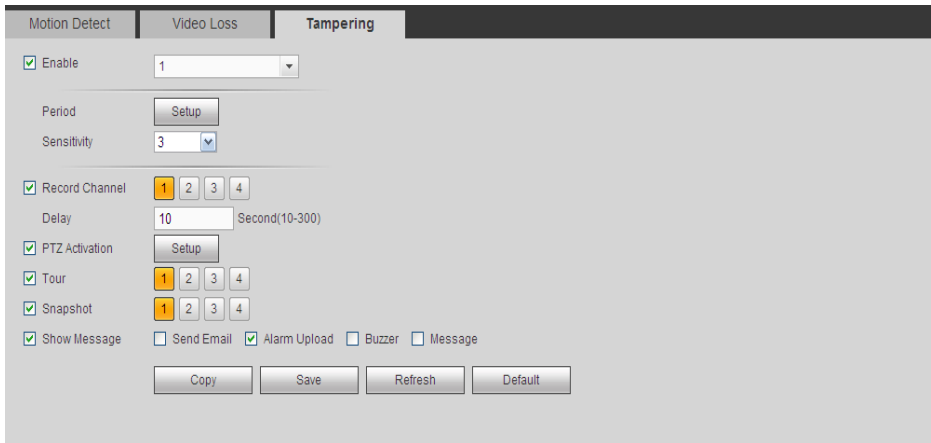 Motion Detect Video Loss Tampering
Enable 1
Period Setup
Sensitivity 3
Record Channel 1 2 3 4
Delay 10 Second(10-300)
PTZ Activation Setup
Tour 1 2 3 4
Snapshot 1 2 3 4
Show Message Send Email Alarm Upload Buzzer Message
Copy Save Refresh Default